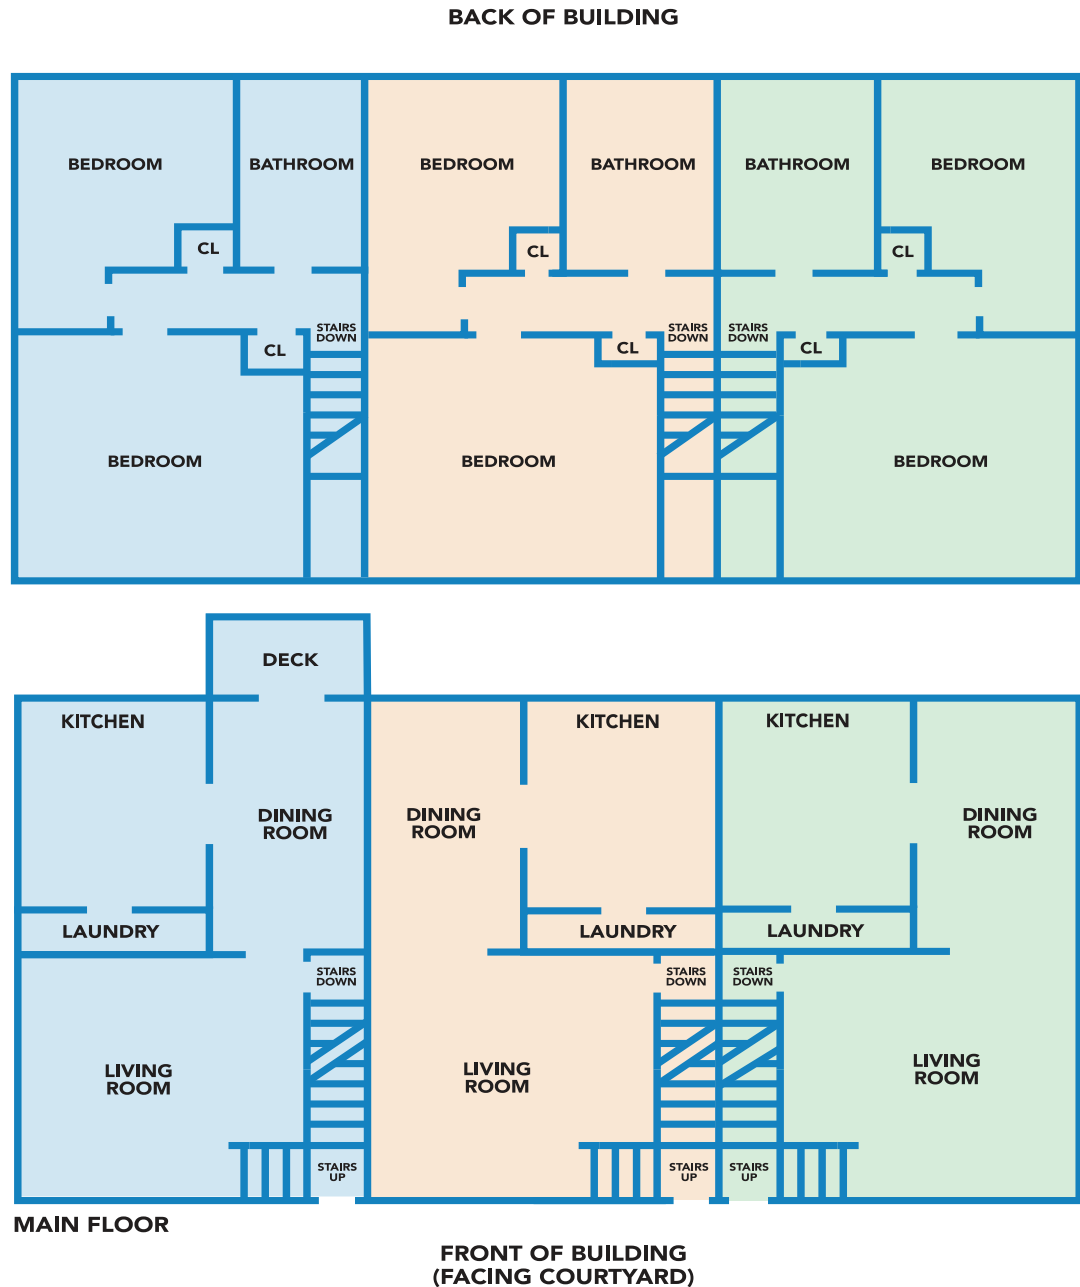 BACK OF BUILDING
BEDROOM
BATHROOM
BEDROOM
BATHROOM
BATHROOM
BEDROOM
CL
CL
CL
STAIRS
DOWN
STAIRS
DOWN
STAIRS
DOWN
CL
CL
CL
BEDROOM
BEDROOM
BEDROOM
DECK
KITCHEN
KITCHEN
KITCHEN
DINING
ROOM
DINING
ROOM
DINING
ROOM
LAUNDRY
LAUNDRY
LAUNDRY
STAIRS
DOWN
STAIRS
DOWN
STAIRS
DOWN
LIVING
ROOM
LIVING
ROOM
LIVING
ROOM
STAIRS
UP
STAIRS
UP
STAIRS
UP
MAIN FLOOR
FRONT OF BUILDING
(FACING COURTYARD)